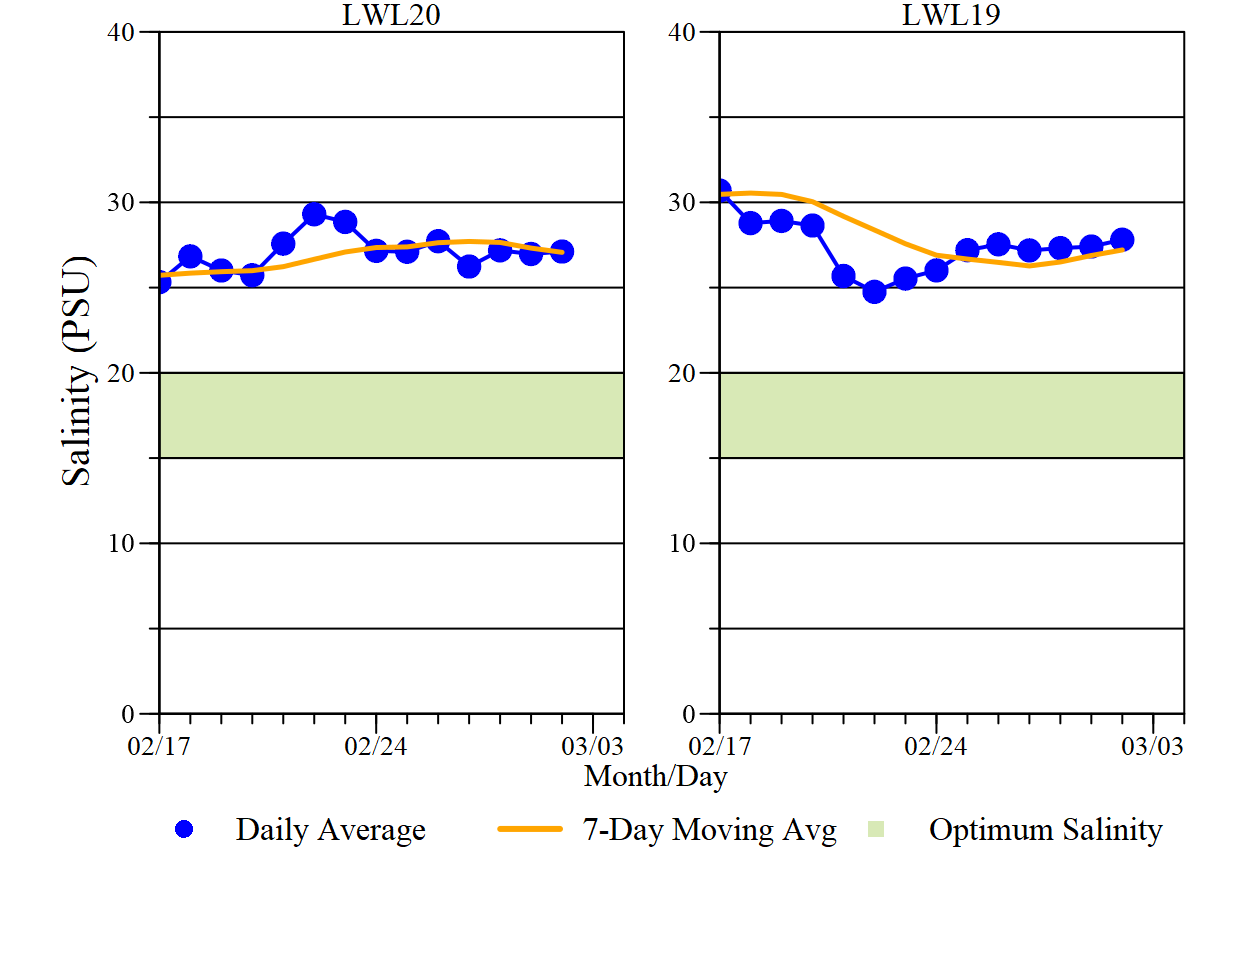 LWL20
LWL19
40
30
20
10
0
40
30
20
10
0
Salinity (PSU)
02/17
02/24
03/03
02/17
02/24
03/03
Month/Day
Daily Average
7-Day Moving Avg
Optimum Salinity